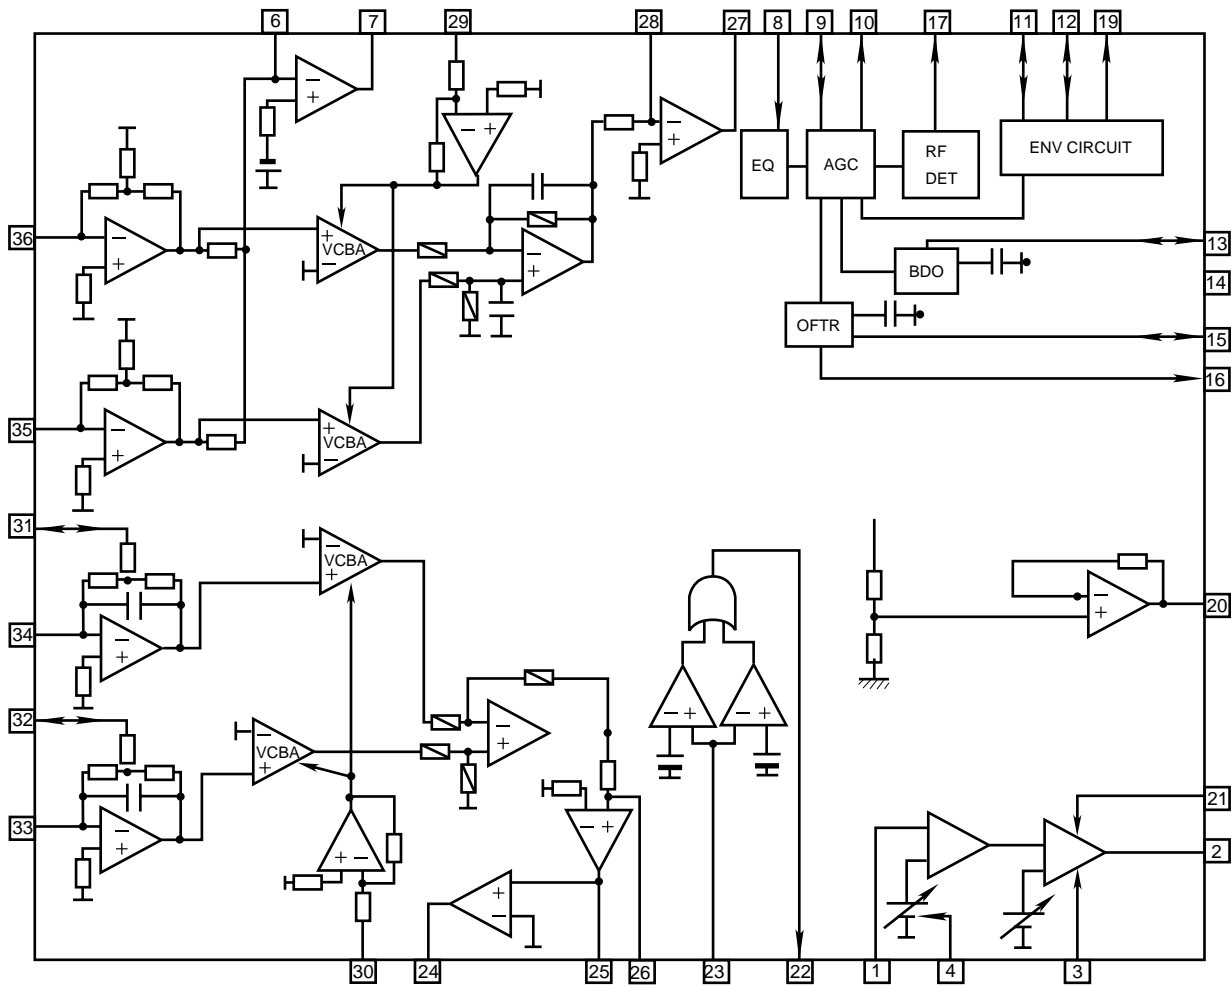 6 7 29 28 27 8 9 10 17 11 12 19
− +
− +
− +
EQ AGC RF DET ENV CIRCUIT
36 − + + VCBA − − + BDO 13
14
OFTR 15
16
35 − + + VCBA −
31 − VCBA +
34 − + − + 20
32 − + − +
− VCBA + − +
33 − + − + 21
2
+ −
+ −
30 24 25 26 23 22 1 4 3